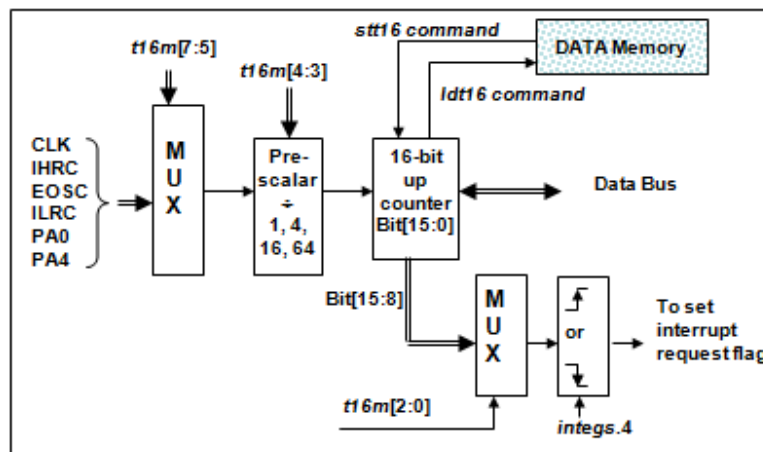 t16m[7:5]
stt16 command
DATA Memory
t16m[4:3]
ldt16 command
CLK
IHRC
EOSC
ILRC
PA0
PA4
M
U
X
Pre-
scalar
÷
1, 4,
16, 64
16-bit
up
counter
Bit[15:0]
Data Bus
Bit[15:8]
M
U
X
or
To set
interrupt
request flag
t16m[2:0]
integs.4